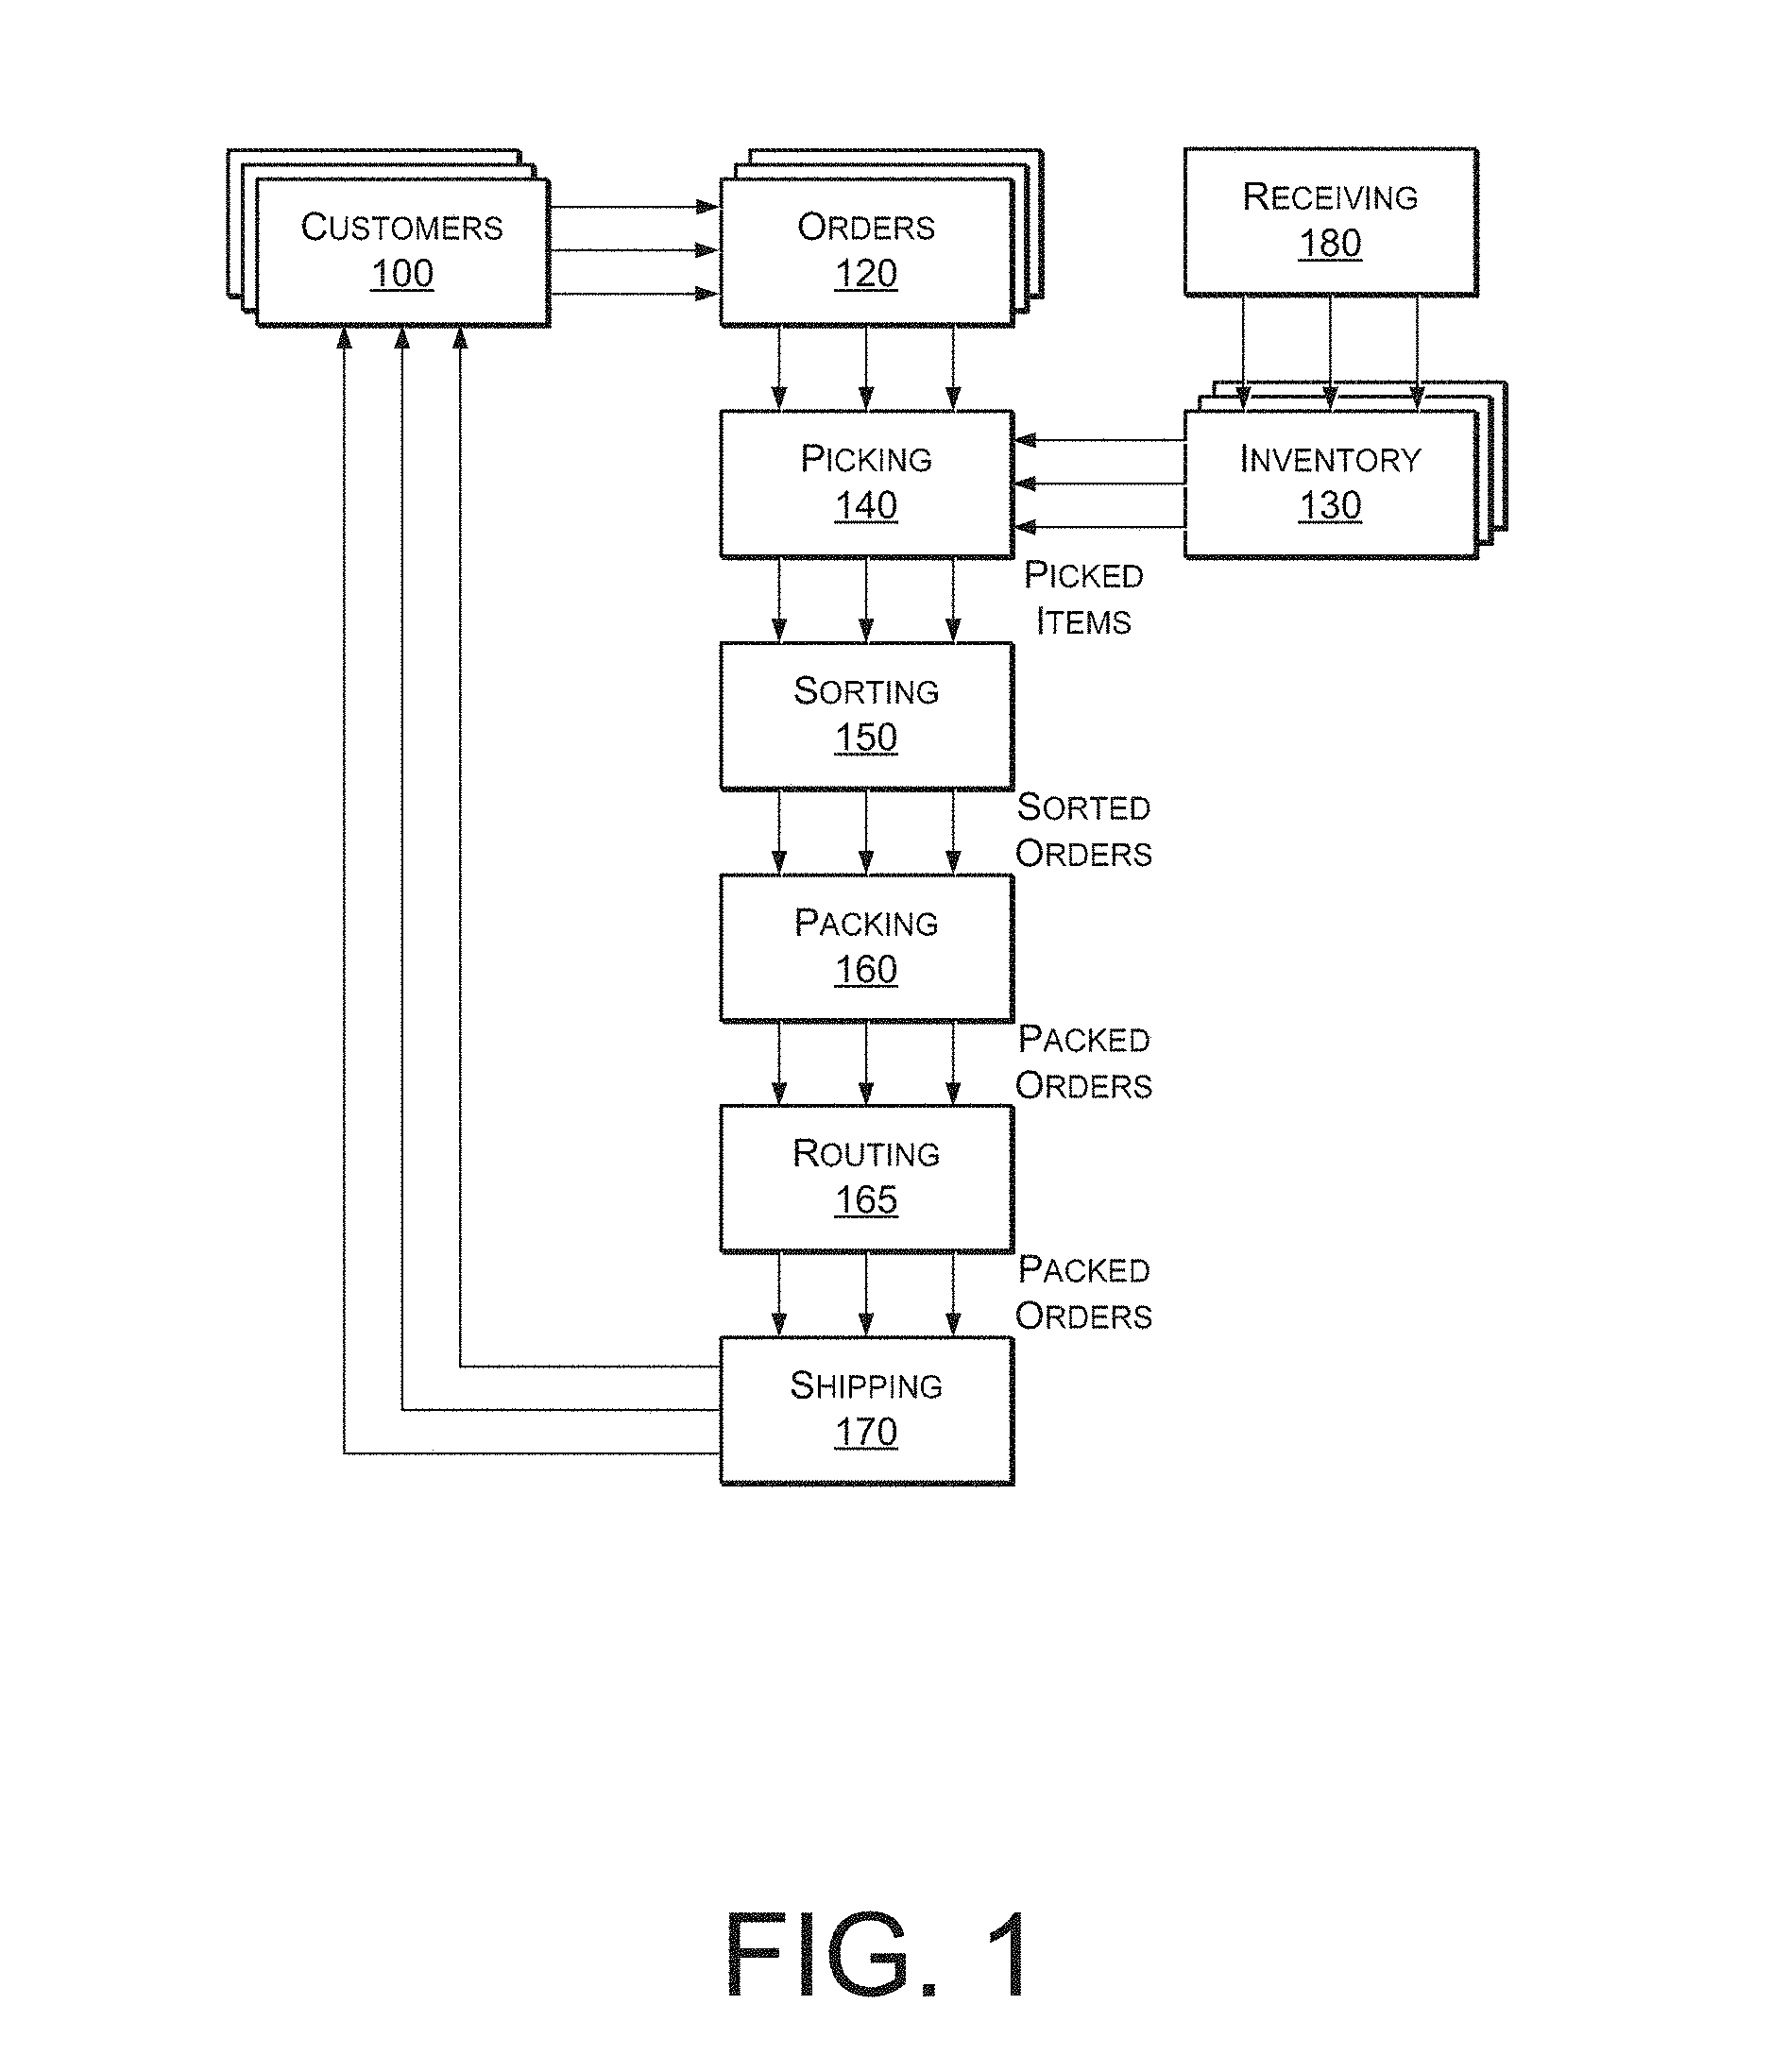 CUSTOMERS
100
ORDERS
120
RECEIVING
180
PICKING
140
INVENTORY
130
PICKED
ITEMS
SORTING
150
SORTED
ORDERS
PACKING
160
PACKED
ORDERS
ROUTING
165
PACKED
ORDERS
SHIPPING
170
FIG. 1